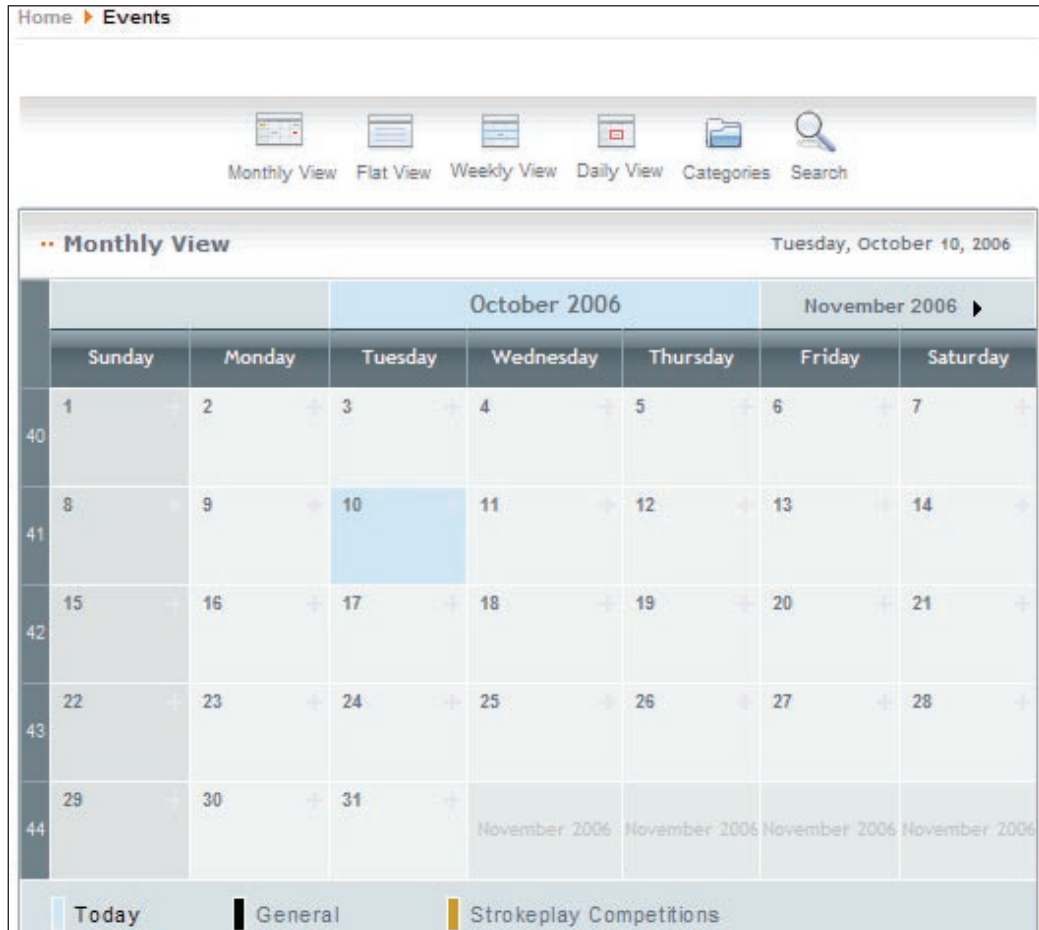 Home Events
Monthly View Flat View Weekly View Daily View Categories Search
Monthly View Tuesday, October 10, 2006
October 2006 November 2006
Sunday Monday Tuesday Wednesday Thursday Friday Saturday
40 1 2 3 4 5 6 7
41 8 9 10 11 12 13 14
42 15 16 17 18 19 20 21
43 22 23 24 25 26 27 28
44 29 30 31 November 2006 November 2006 November 2006 November 2006
Today General Strokeplay Competitions